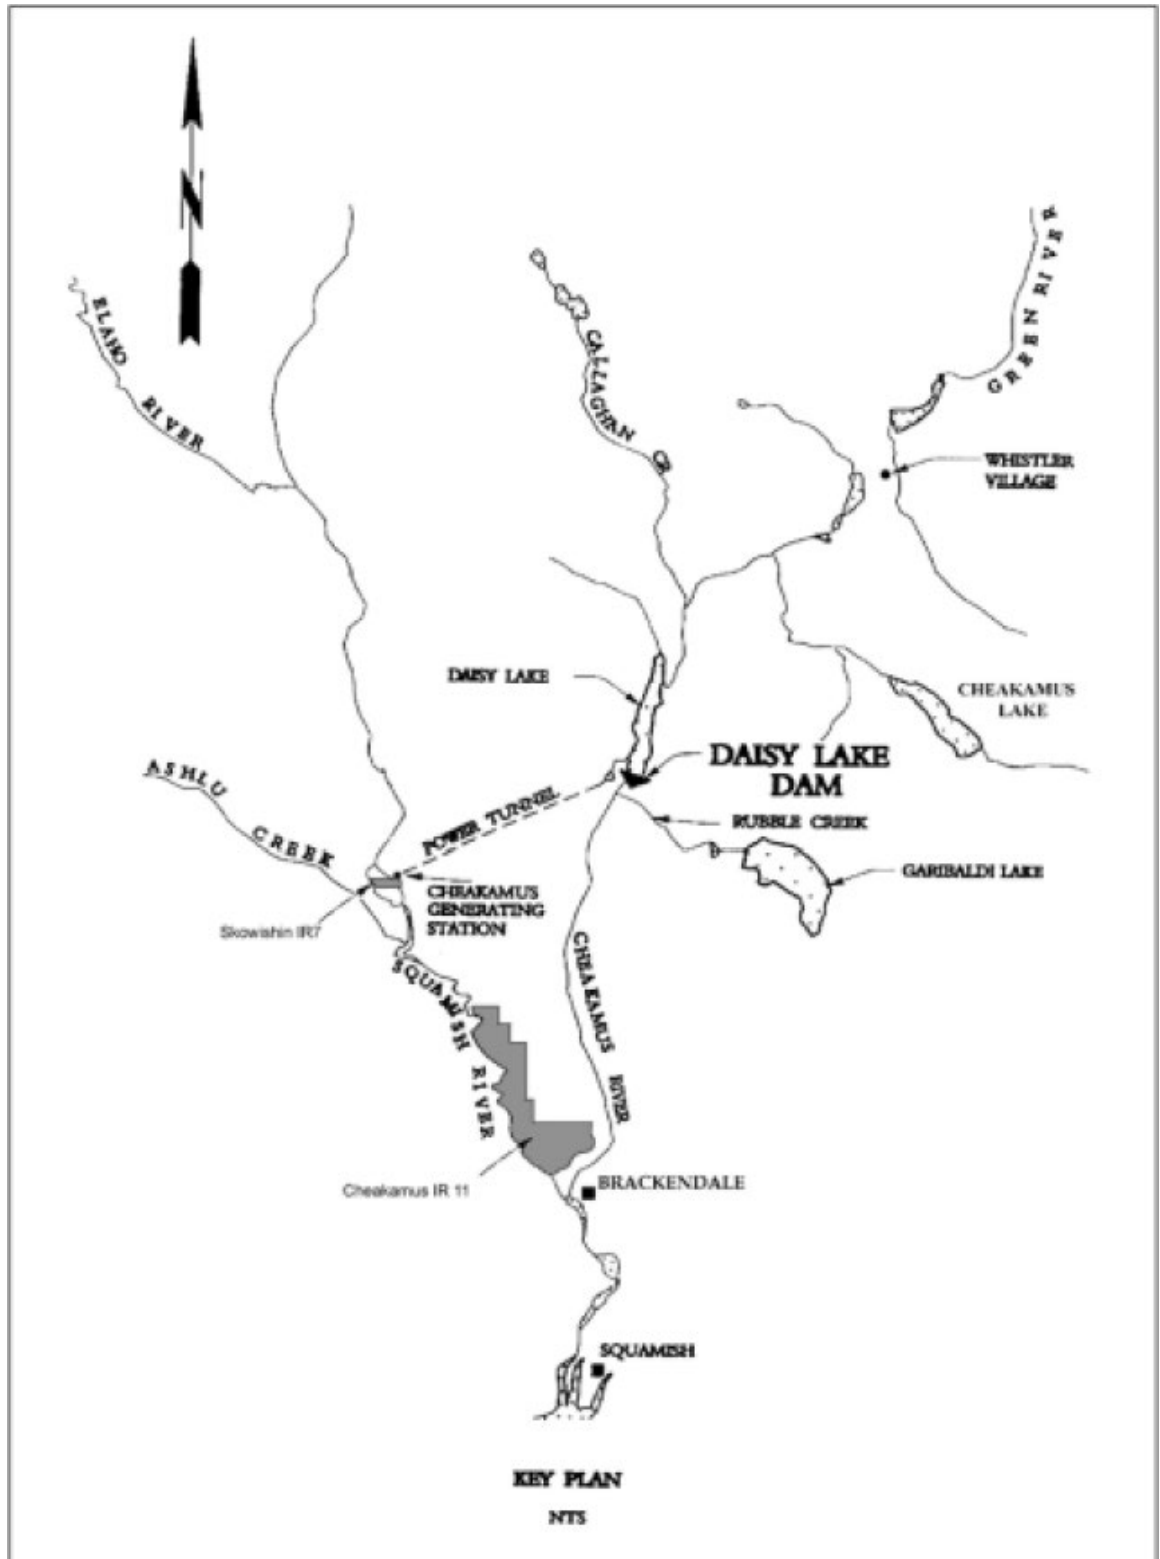 N
ELAHO RIVER
CALLAGHAN CR
GREEN RIVER
WHISTLER
VILLAGE
DAISY LAKE
CHEAKAMUS
LAKE
DAISY LAKE
DAM
ASHLU CREEK
POWER TUNNEL
RUBBLE CREEK
GARIBALDI LAKE
CHEAKAMUS
GENERATING
STATION
Skowishin IR7
SQUAMISH RIVER
CHEAKAMUS RIVER
Cheakamus IR 11
BRACKENDALE
SQUAMISH
KEY PLAN
NTS